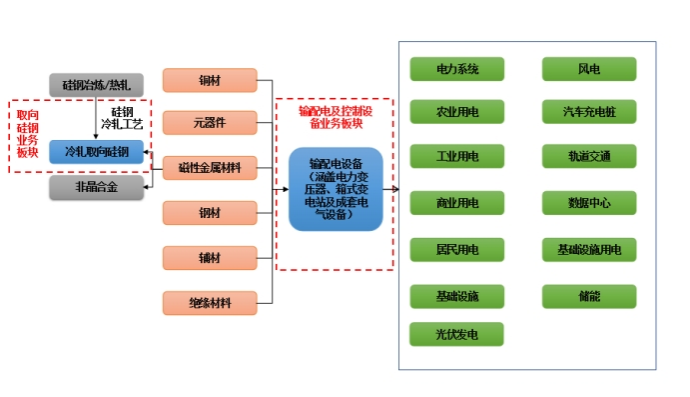 硅钢冶炼/热轧
取向
硅钢
业务
板块
硅钢
冷轧工艺
冷轧取向硅钢
非晶合金
铜材
元器件
磁性金属材料
钢材
辅材
绝缘材料
输配电及控制设
备业务板块
输配电设备
（涵盖电力变
压器、箱式变
电站及成套电
气设备）
电力系统
风电
农业用电
汽车充电桩
工业用电
轨道交通
商业用电
数据中心
居民用电
基础设施用电
基础设施
储能
光伏发电